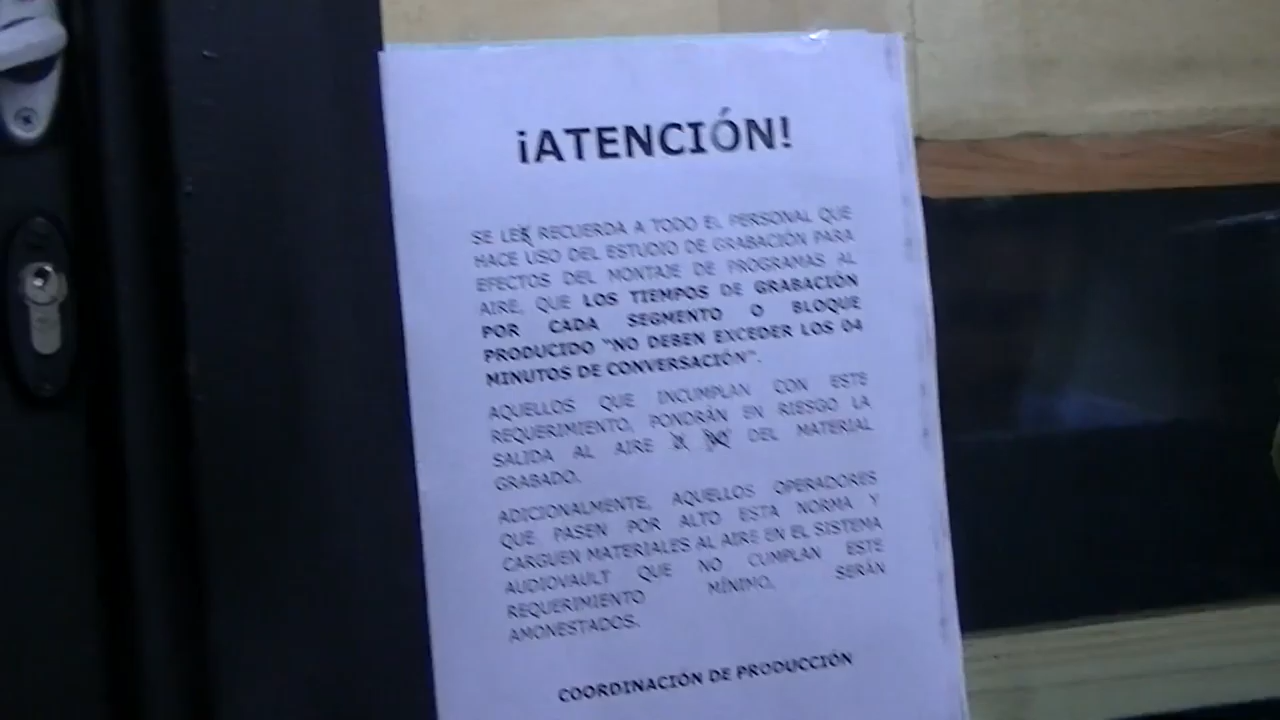 ¡ATENCIÓN!
SE LES RECUERDA A TODO EL PERSONAL QUE
HACE USO DEL ESTUDIO DE GRABACIÓN PARA
EFECTOS DEL MONTAJE DE PROGRAMAS AL
AIRE, QUE LOS TIEMPOS DE GRABACIÓN
POR CADA SEGMENTO O BLOQUE
PRODUCIDO "NO DEBEN EXCEDER LOS 04
MINUTOS DE CONVERSACIÓN".
AQUELLOS QUE INCUMPLAN CON ESTE
REQUERIMIENTO, PONDRÁN EN RIESGO LA
SALIDA AL AIRE DEL MATERIAL
GRABADO.
ADICIONALMENTE, AQUELLOS OPERADORES
QUE PASEN POR ALTO ESTA NORMA Y
CARGUEN MATERIALES AL AIRE EN EL SISTEMA
AUDIOVAULT QUE NO CUMPLAN ESTE
REQUERIMIENTO MÍNIMO, SERÁN
AMONESTADOS.
COORDINACIÓN DE PRODUCCIÓN